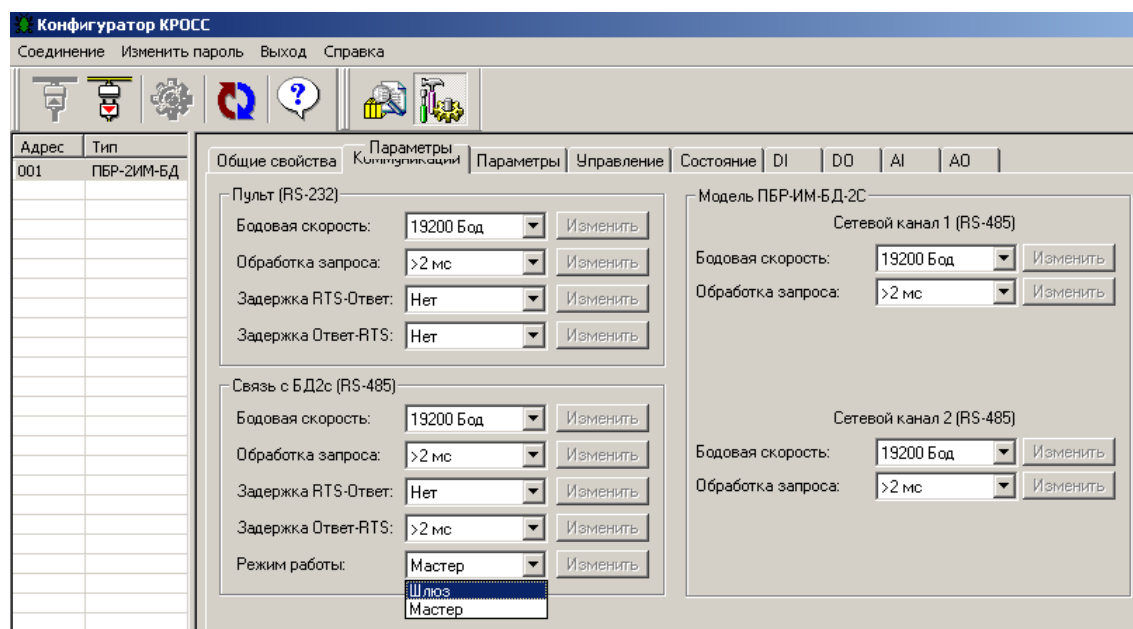 Конфигуратор КРОСС
Соединение Изменить пароль Выход Справка
Адрес Тип
001 ПБР-2ИМ-БД
Общие свойства Параметры Коммуникации Параметры Управление Состояние DI DO AI AO
Пульт (RS-232)
Бодовая скорость: 19200 Бод Изменить
Обработка запроса: >2 мс Изменить
Задержка RTS-Ответ: Нет Изменить
Задержка Ответ-RTS: Нет Изменить
Связь с БД2с (RS-485)
Бодовая скорость: 19200 Бод Изменить
Обработка запроса: >2 мс Изменить
Задержка RTS-Ответ: Нет Изменить
Задержка Ответ-RTS: >2 мс Изменить
Режим работы: Мастер Изменить
Шлюз
Мастер
Модель ПБР-ИМ-БД-2С
Сетевой канал 1 (RS-485)
Бодовая скорость: 19200 Бод Изменить
Обработка запроса: >2 мс Изменить
Сетевой канал 2 (RS-485)
Бодовая скорость: 19200 Бод Изменить
Обработка запроса: >2 мс Изменить